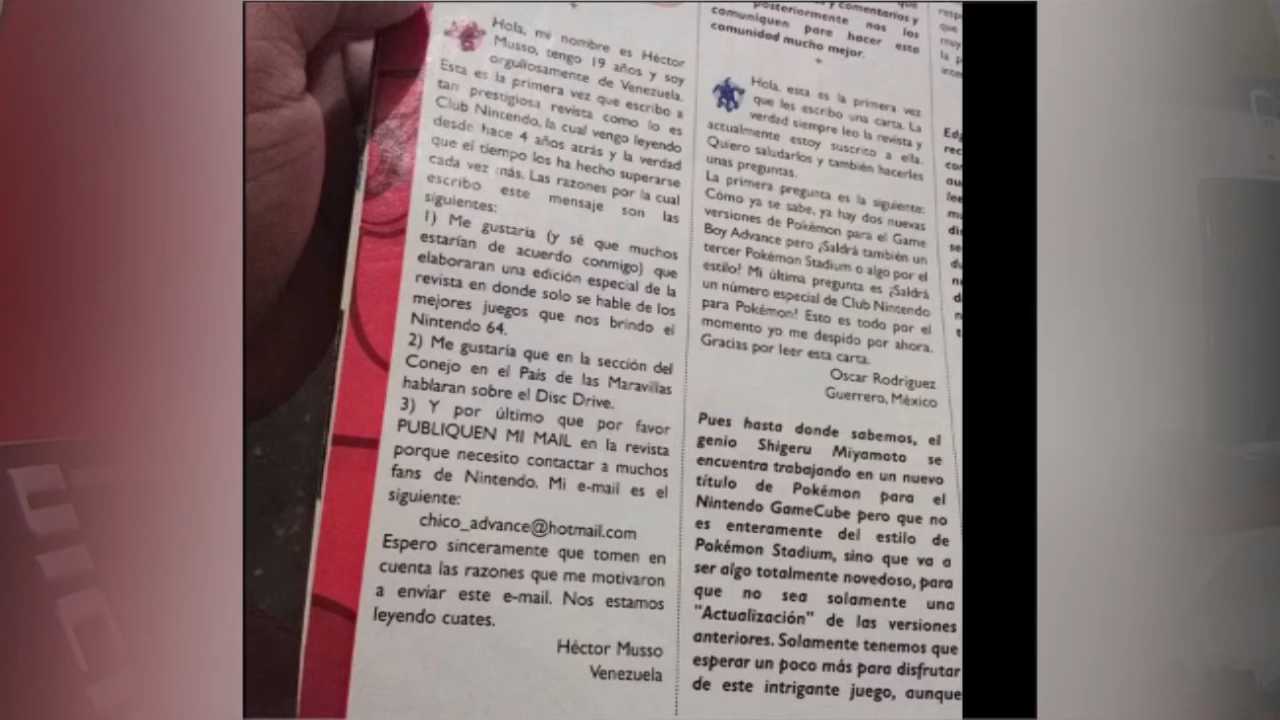 Hola, mi nombre es Héctor
Musso, tengo 19 años y soy
orgullosamente de Venezuela.
Esta es la primera vez que escribo a
tan prestigiosa revista como lo es
Club Nintendo, la cual vengo leyendo
desde hace 4 años atrás y la verdad
que el tiempo los ha hecho superarse
cada vez más. Las razones por la cual
escribo este mensaje son las
siguientes:
1) Me gustaría (y sé que muchos
estarían de acuerdo conmigo) que
elaboraran una edición especial de la
revista en donde solo se hable de los
mejores juegos que nos brindo el
Nintendo 64.
2) Me gustaría que en la sección del
Conejo en el País de las Maravillas
hablaran sobre el Disc Drive.
3) Y por último que por favor
PUBLIQUEN MI MAIL en la revista
porque necesito contactar a muchos
fans de Nintendo. Mi e-mail es el
siguiente:
chico_advance@hotmail.com
Espero sinceramente que tomen en
cuenta las razones que me motivaron
a enviar este e-mail. Nos estamos
leyendo cuates.
Héctor Musso
Venezuela
y comentarios y
posteriormente nos los
comuniquen para hacer esta
comunidad mucho mejor.
Hola, esta es la primera vez
que les escribo una carta. La
verdad siempre leo la revista y
actualmente estoy suscrito a ella.
Quiero saludarlos y también hacerles
unas preguntas.
La primera pregunta es la siguiente:
Cómo ya se sabe, ya hay dos nuevas
versiones de Pokémon para el Game
Boy Advance pero ¿Saldrá también un
tercer Pokémon Stadium o algo por el
estilo? Mi última pregunta es ¿Saldrá
un número especial de Club Nintendo
para Pokémon? Esto es todo por el
momento yo me despido por ahora.
Gracias por leer esta carta.
Oscar Rodriguez
Guerrero, México
Pues hasta donde sabemos, el
genio Shigeru Miyamoto se
encuentra trabajando en un nuevo
título de Pokémon para el
Nintendo GameCube pero que no
es enteramente del estilo de
Pokémon Stadium, sino que va a
ser algo totalmente novedoso, para
que no sea solamente una
"Actualización" de las versiones
anteriores. Solamente tenemos que
esperar un poco más para disfrutar
de este intrigante juego, aunque